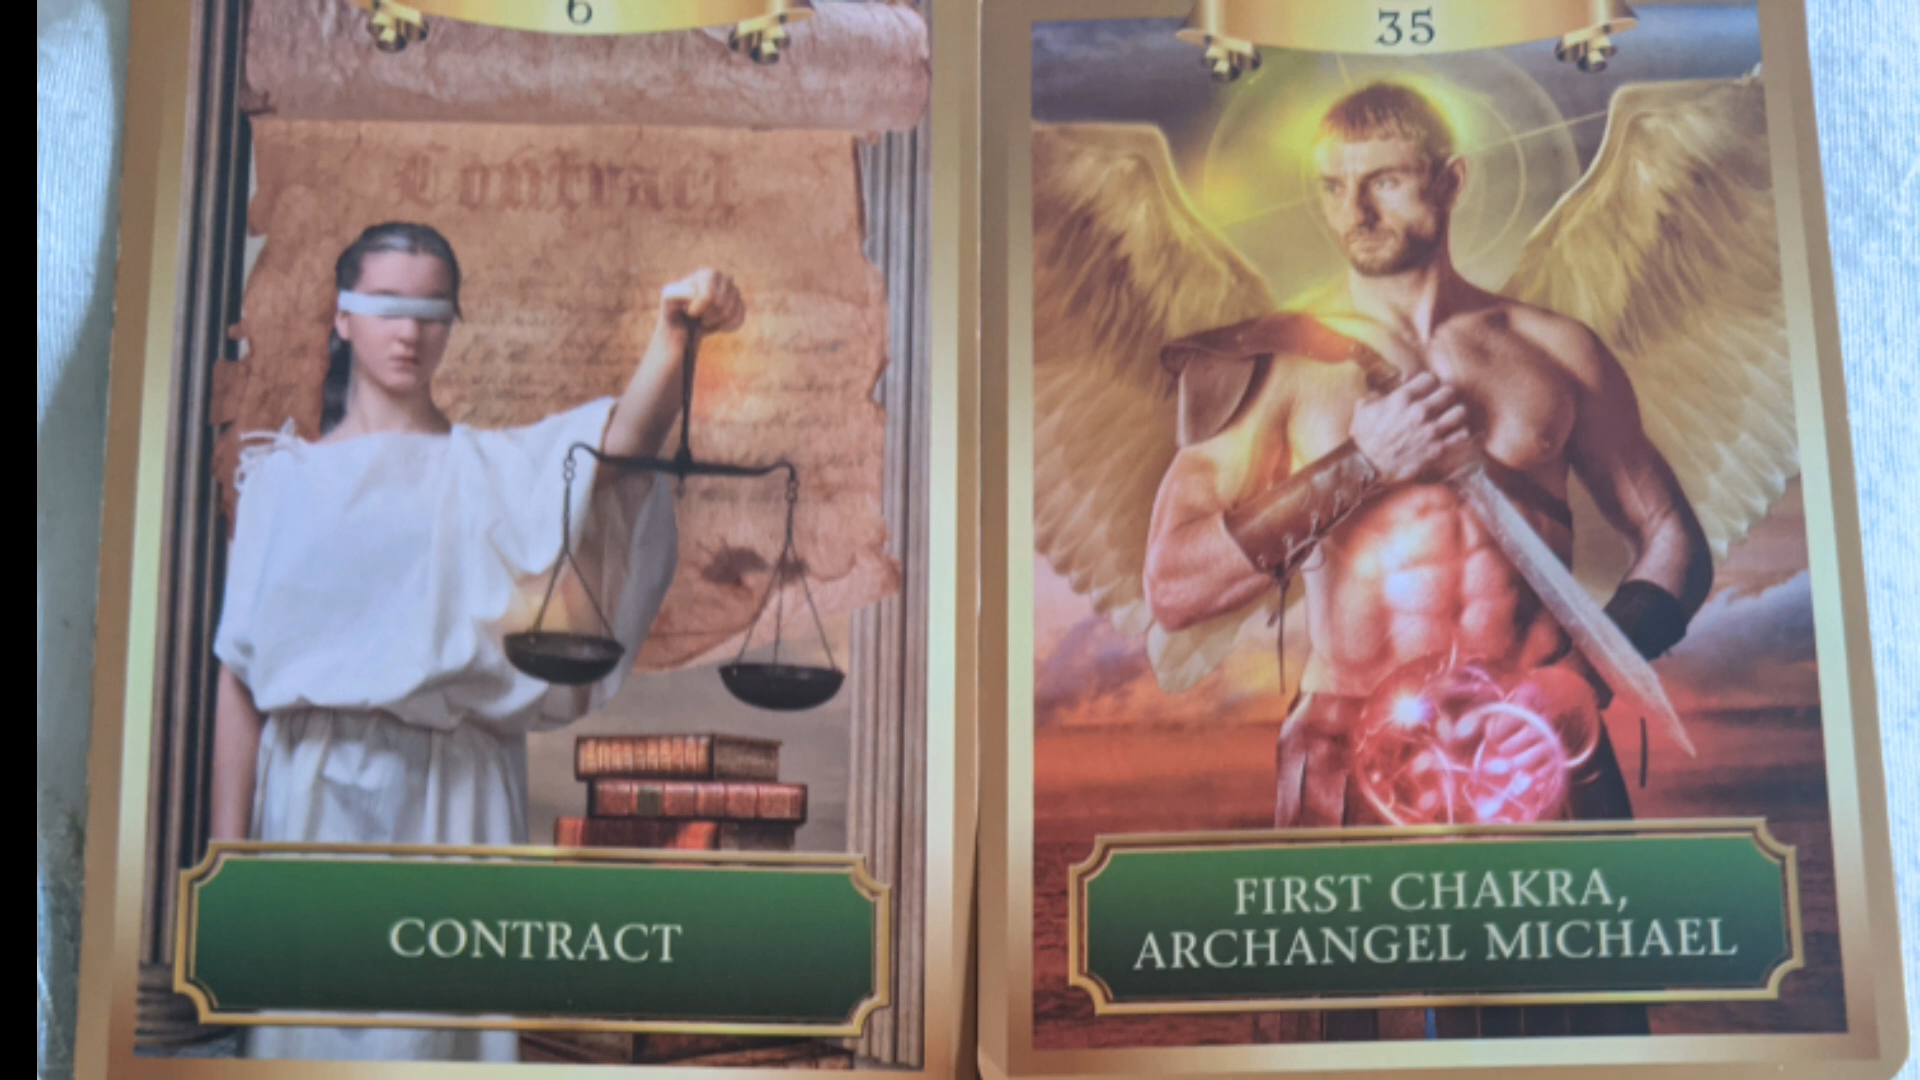 6
Contract
CONTRACT
35
FIRST CHAKRA,
ARCHANGEL MICHAEL